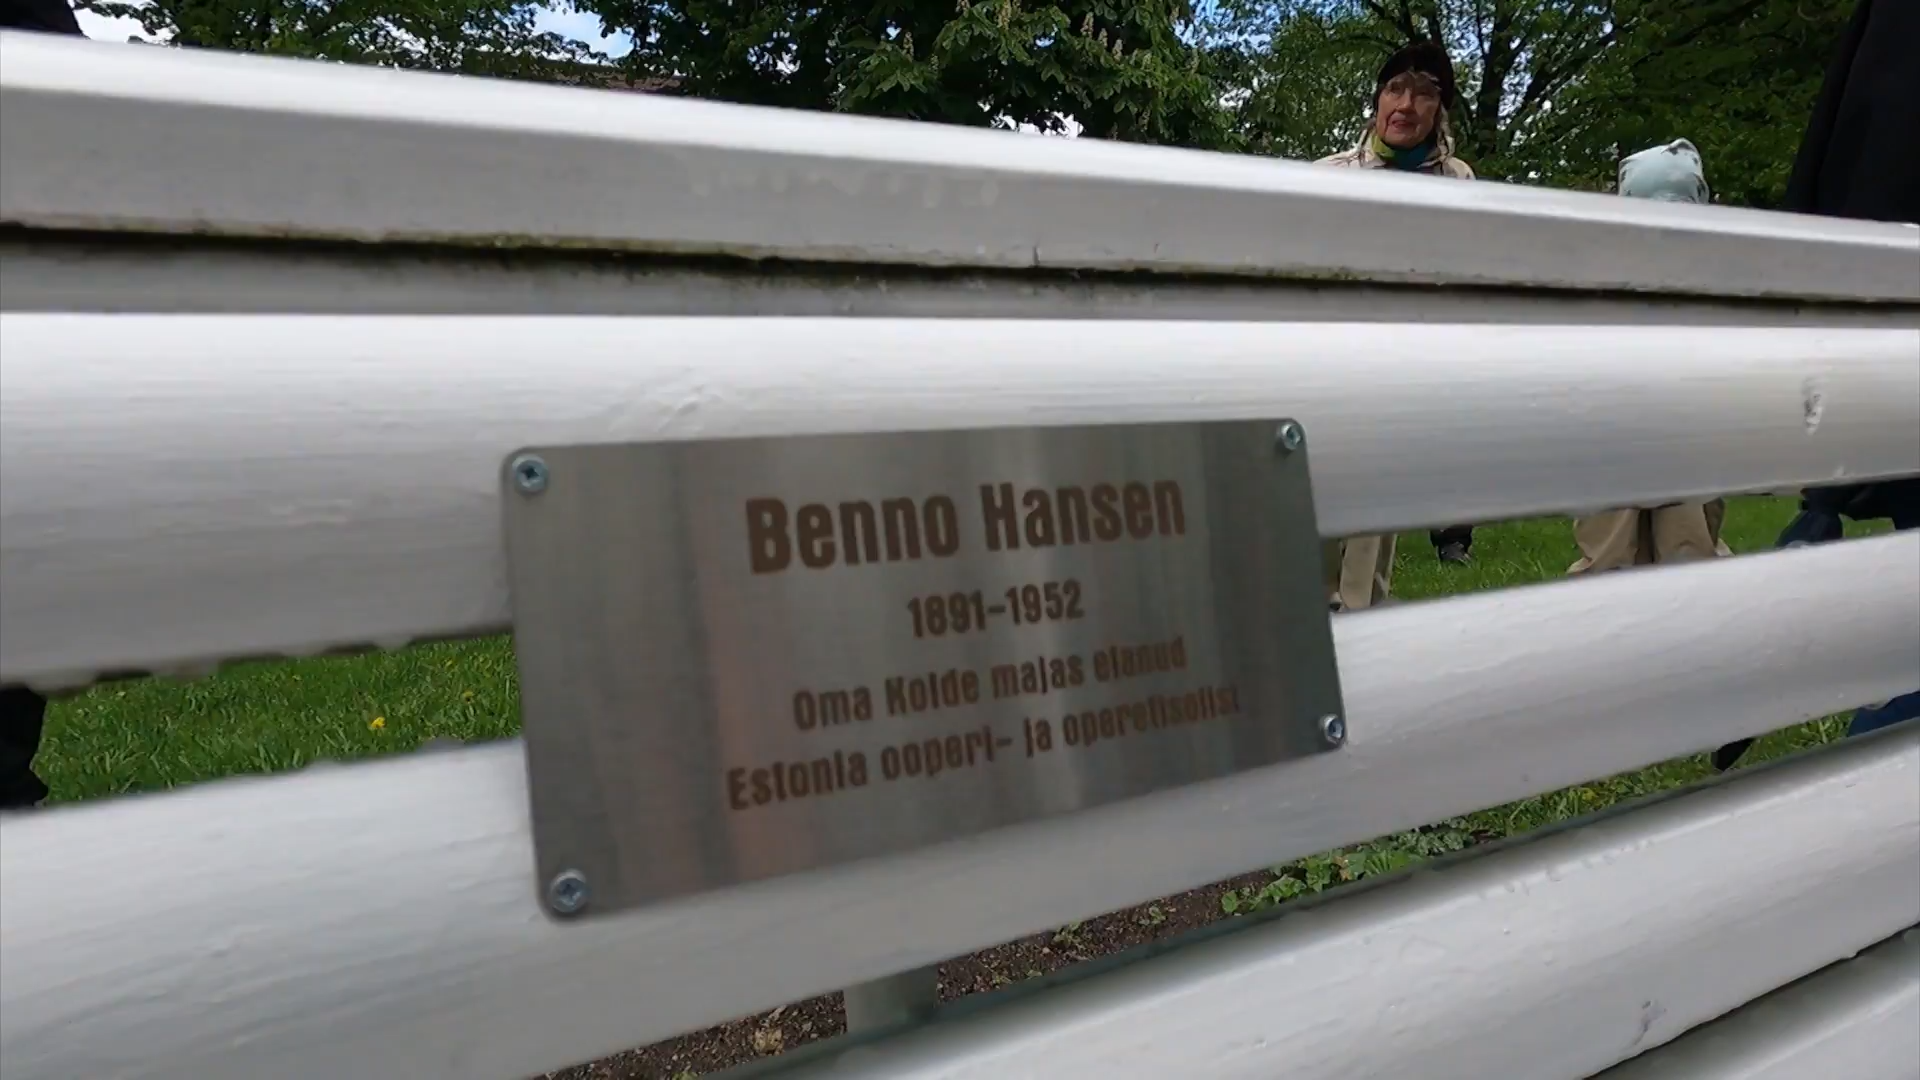 Benno Hansen
1891-1952
Oma Kolde majas elanud
Estonia ooperi- ja operetisolist